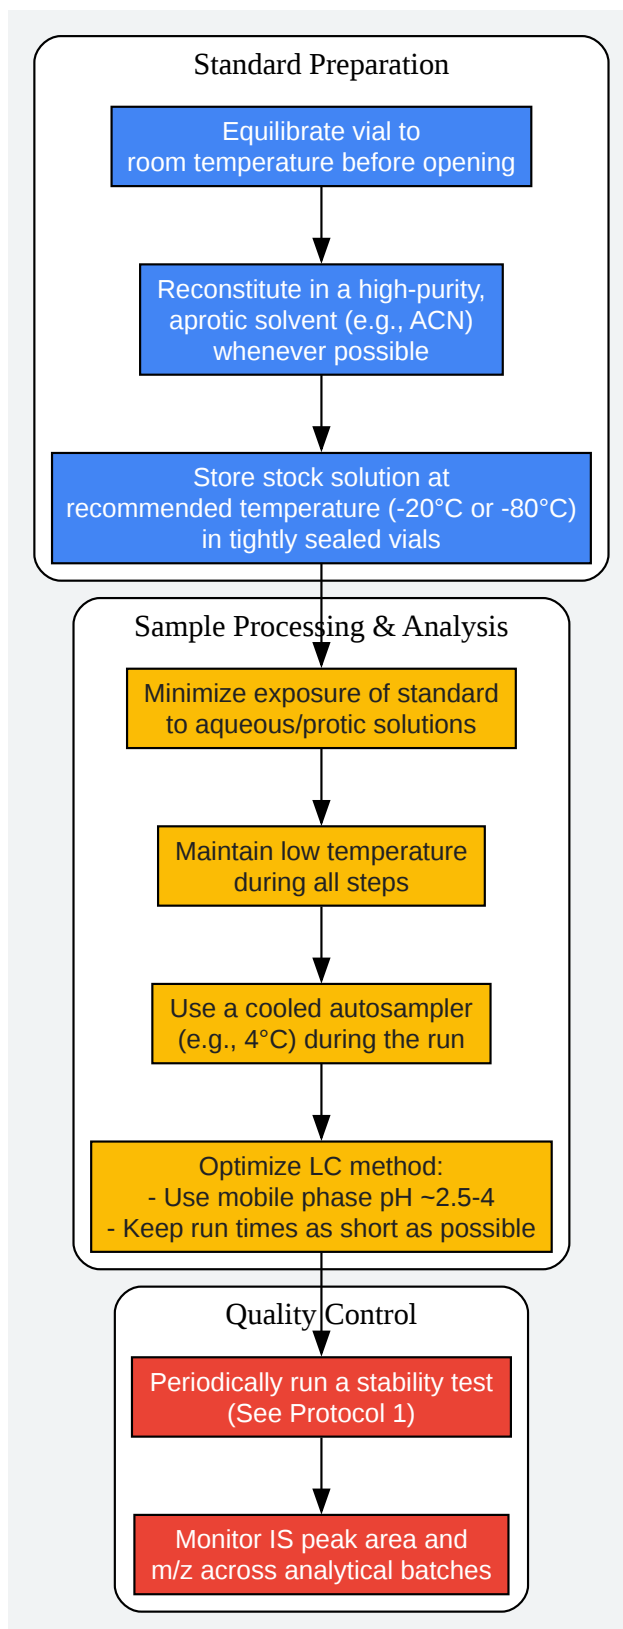 Standard Preparation
Equilibrate vial to
room temperature before opening
Reconstitute in a high-purity,
aprotic solvent (e.g., ACN)
whenever possible
Store stock solution at
recommended temperature (-20°C or -80°C)
in tightly sealed vials
Sample Processing & Analysis
Minimize exposure of standard
to aqueous/protic solutions
Maintain low temperature
during all steps
Use a cooled autosampler
(e.g., 4°C) during the run
Optimize LC method:
- Use mobile phase pH ~2.5-4
- Keep run times as short as possible
Quality Control
Periodically run a stability test
(See Protocol 1)
Monitor IS peak area and
m/z across analytical batches